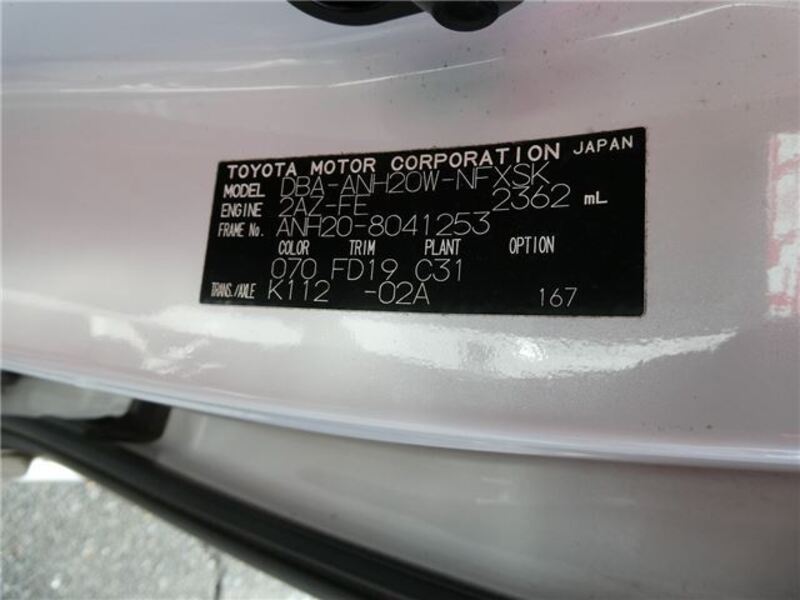 TOYOTA MOTOR CORPORATION JAPAN
MODEL DBA-ANH20W-NFXSK
ENGINE 2AZ-FE 2362 mL
FRAME No. ANH20-8041253
COLOR TRIM PLANT OPTION
070 FD19 C31
TRANS./AXLE K112 -02A 167